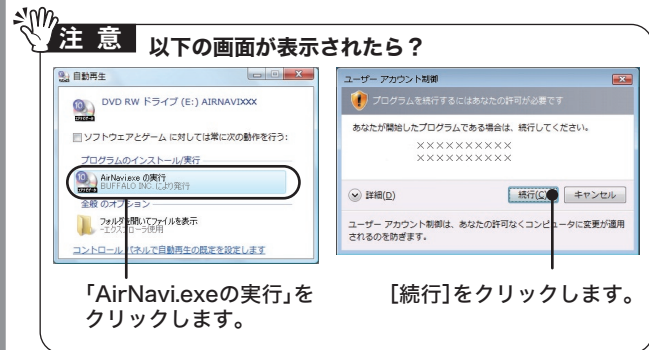 注 意 以下の画面が表示されたら?
自動再生
DVD RW ドライブ (E:) AIRNAVIXXX
ソフトウェアとゲーム に対しては常に次の動作を行う:
プログラムのインストール/実行
AirNavi.exe の実行
BUFFALO INC. により発行
全般 のオプション
フォルダを開いてファイルを表示
-エクスプローラ使用
コントロール パネルで自動再生の既定を設定します
「AirNavi.exeの実行」を
クリックします。
ユーザー アカウント制御
プログラムを続行するにはあなたの許可が必要です
あなたが開始したプログラムである場合は、続行してください。
××××××××××
××××××××××
詳細(D)
続行(C)
キャンセル
ユーザー アカウント制御は、あなたの許可なくコンピュータに変更が適用
されるのを防ぎます。
[続行]をクリックします。